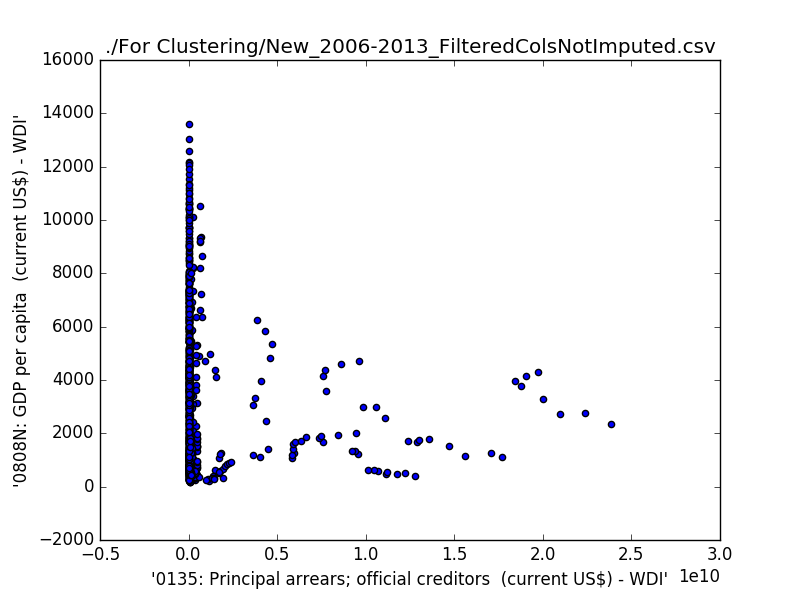 ./For Clustering/New_2006-2013_FilteredColsNotImputed.csv
16000
14000
12000
10000
8000
6000
4000
2000
0
−2000
'0808N: GDP per capita  (current US$) - WDI'
−0.5 0.0 0.5 1.0 1.5 2.0 2.5 3.0
1e10
'0135: Principal arrears; official creditors  (current US$) - WDI'